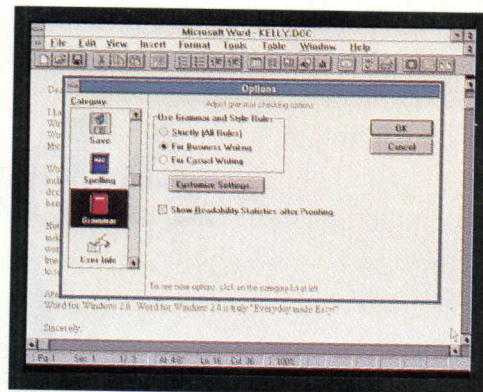 Microsoft Word - KELLY.DOC
File Edit View Insert Format Tools Table Window Help
Options
Category:
Save
Spelling
Grammar
User Info
Adjust grammar checking options
Use Grammar and Style Rules
Strictly (All Rules)
For Business Writing
For Casual Writing
Customize Settings...
Show Readability Statistics after Proofing
OK
Cancel
To see more options, click on the category list at left.
Word for Windows 2.0. Word for Windows 2.0 is truly "Everyday made Easy!"
Sincerely,
Pg 1 Sec 1 1/3 At 4.8" Ln 16 Col 36 100%